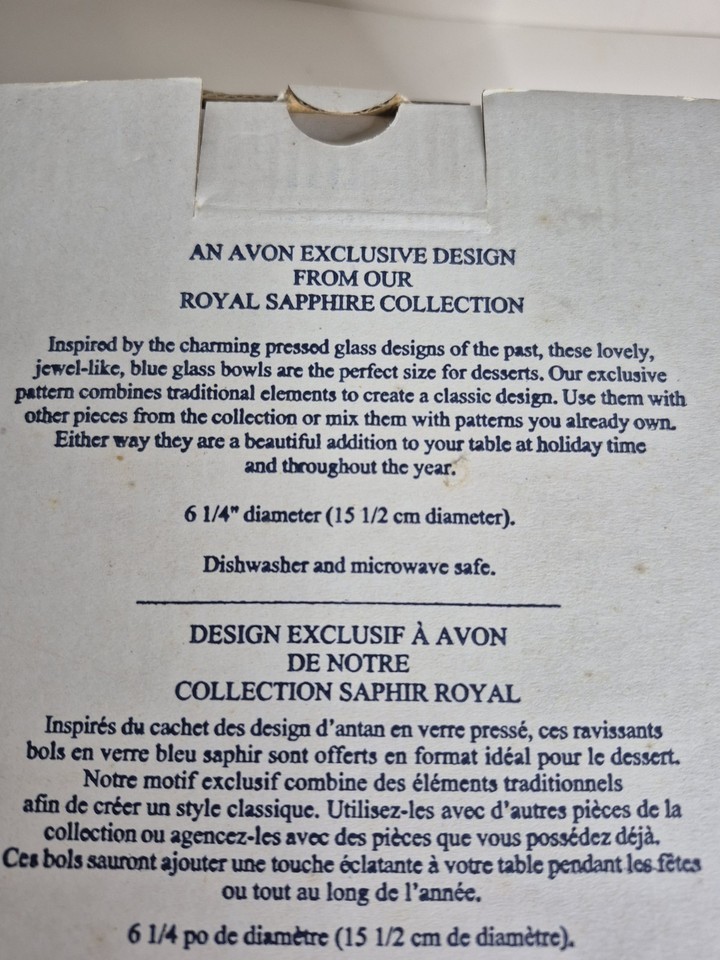 AN AVON EXCLUSIVE DESIGN
FROM OUR
ROYAL SAPPHIRE COLLECTION
Inspired by the charming pressed glass designs of the past, these lovely,
jewel-like, blue glass bowls are the perfect size for desserts. Our exclusive
pattern combines traditional elements to create a classic design. Use them with
other pieces from the collection or mix them with patterns you already own.
Either way they are a beautiful addition to your table at holiday time
and throughout the year.
6 1/4" diameter (15 1/2 cm diameter).
Dishwasher and microwave safe.
DESIGN EXCLUSIF À AVON
DE NOTRE
COLLECTION SAPHIR ROYAL
Inspirés du cachet des design d'antan en verre pressé, ces ravissants
bols en verre bleu saphir sont offerts en format idéal pour le dessert.
Notre motif exclusif combine des éléments traditionnels
afin de créer un style classique. Utilisez-les avec d'autres pièces de la
collection ou agencez-les avec des pièces que vous possédez déjà.
Ces bols sauront ajouter une touche éclatante à votre table pendant les fêtes
ou tout au long de l'année.
6 1/4 po de diamètre (15 1/2 cm de diamètre).